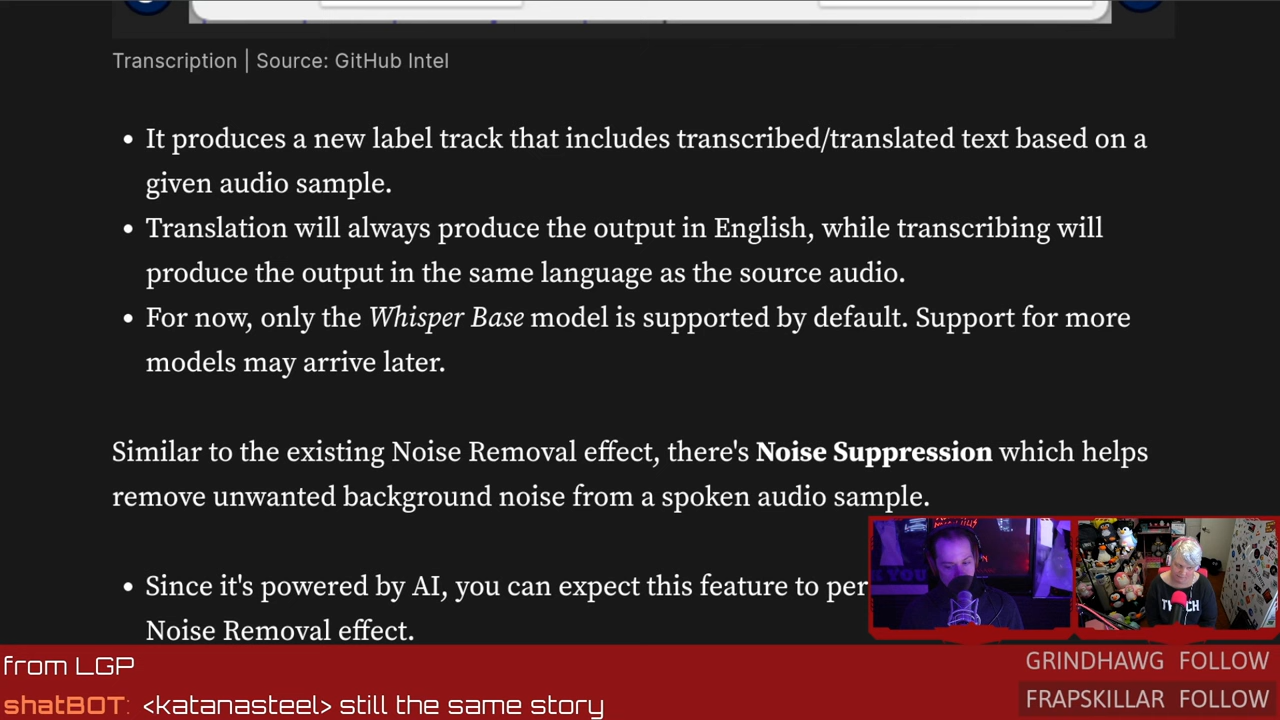 Transcription | Source: GitHub Intel
• It produces a new label track that includes transcribed/translated text based on a
given audio sample.
• Translation will always produce the output in English, while transcribing will
produce the output in the same language as the source audio.
• For now, only the Whisper Base model is supported by default. Support for more
models may arrive later.
Similar to the existing Noise Removal effect, there's Noise Suppression which helps
remove unwanted background noise from a spoken audio sample.
• Since it's powered by AI, you can expect this feature to per
Noise Removal effect.
from LGP
shatBOT: <katanasteel> still the same story
GRINDHAWG FOLLOW
FRAPSKILLAR FOLLOW